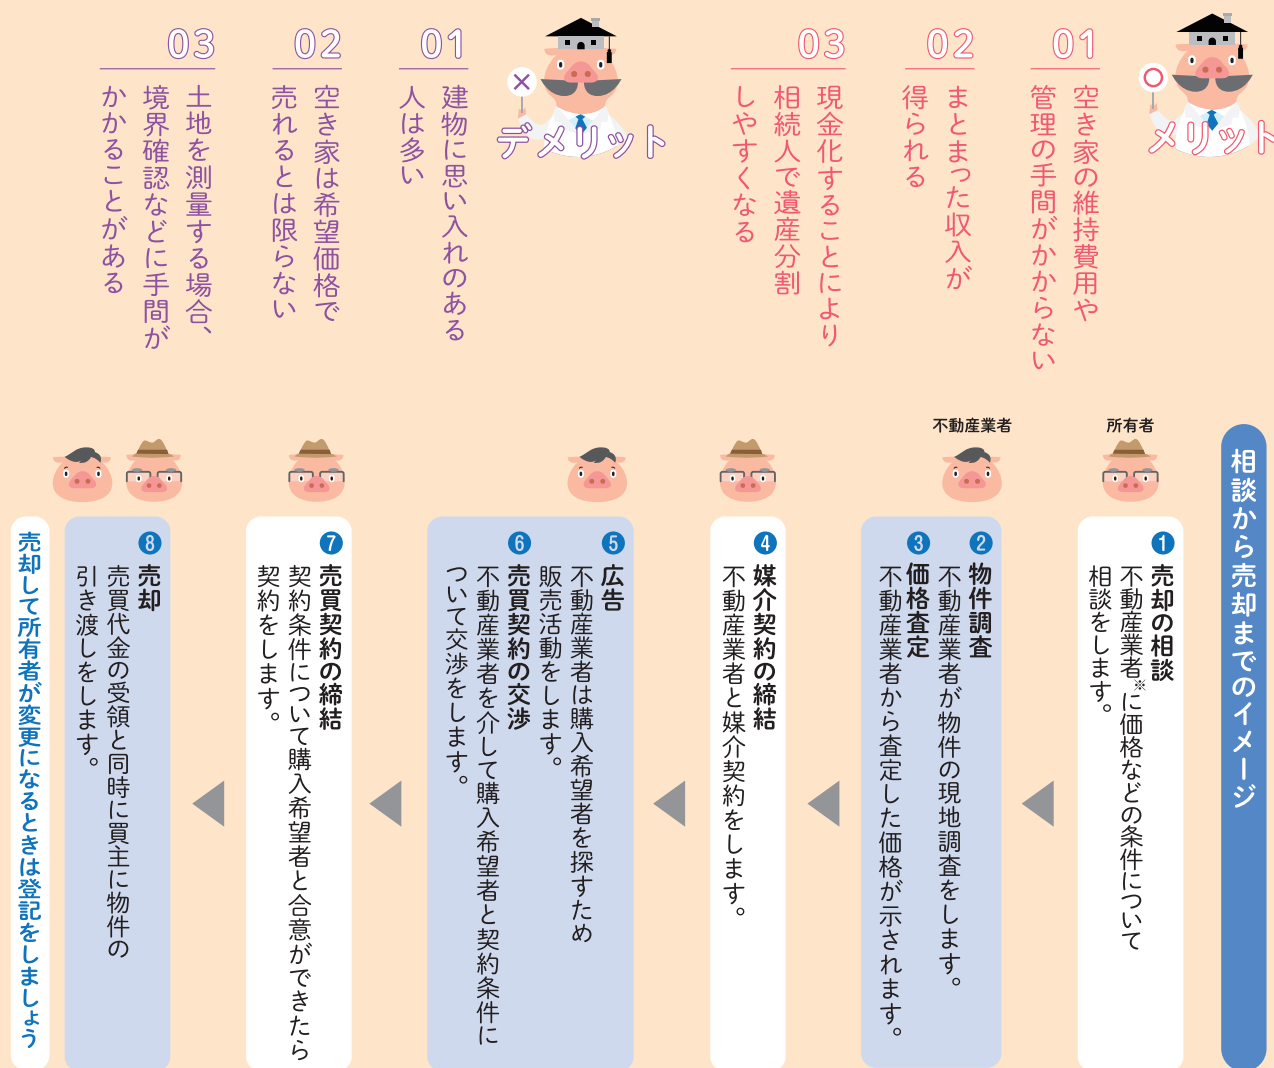 メリット
01
空き家の維持費用や
管理の手間がかからない
02
まとまった収入が
得られる
03
現金化することにより
相続人で遺産分割
しやすくなる
デメリット
01
建物に思い入れのある
人は多い
02
空き家は希望価格で
売れるとは限らない
03
土地を測量する場合、
境界確認などに手間が
かかることがある
相談から売却までのイメージ
所有者
1
売却の相談
不動産業者※に価格などの条件について
相談をします。
不動産業者
2
物件調査
不動産業者が物件の現地調査をします。
3
価格査定
不動産業者から査定した価格が示されます。
4
媒介契約の締結
不動産業者と媒介契約をします。
5
広告
不動産業者は購入希望者を探すため
販売活動をします。
6
売買契約の交渉
不動産業者を介して購入希望者と契約条件に
ついて交渉をします。
7
売買契約の締結
契約条件について購入希望者と合意ができたら
契約をします。
8
売却
売買代金の受領と同時に買主に物件の
引き渡しをします。
売却して所有者が変更になるときは登記をしましょう